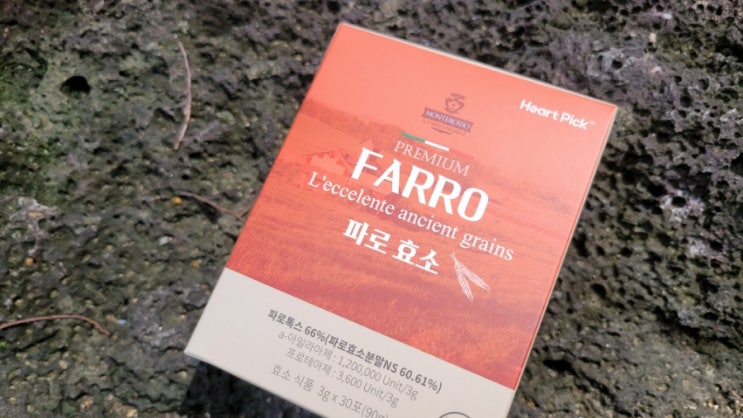 Heart Pick
MONTEROSSO
PREMIUM
FARRO
L'eccelente ancient grains
파로 효소
파로톡스 66%(파로효소분말NS 60.61%)
a-아밀라아제 : 1,200,000 Unit/3g
프로테아제 : 3,600 Unit/3g
효소 식품 3g x 30포(90g)